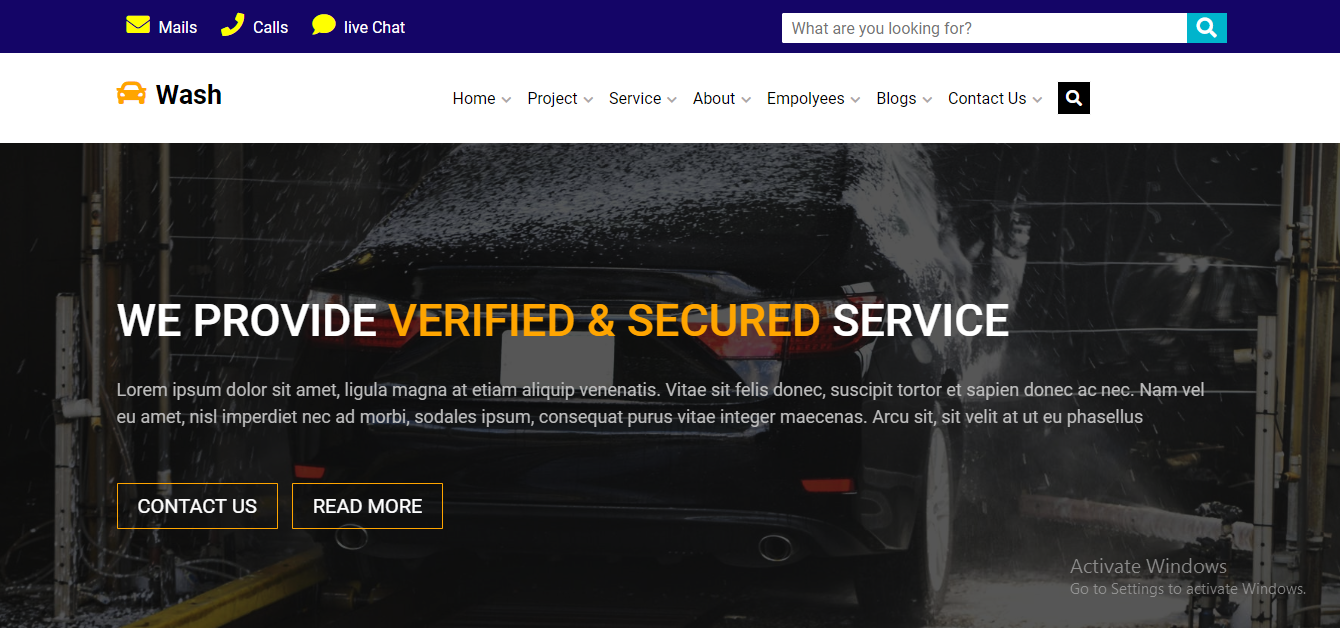 Mails Calls live Chat What are you looking for?
Wash Home Project Service About Empolyees Blogs Contact Us
WE PROVIDE VERIFIED & SECURED SERVICE
Lorem ipsum dolor sit amet, ligula magna at etiam aliquip venenatis. Vitae sit felis donec, suscipit tortor et sapien donec ac nec. Nam vel
eu amet, nisl imperdiet nec ad morbi, sodales ipsum, consequat purus vitae integer maecenas. Arcu sit, sit velit at ut eu phasellus
CONTACT US READ MORE
Activate Windows
Go to Settings to activate Windows.